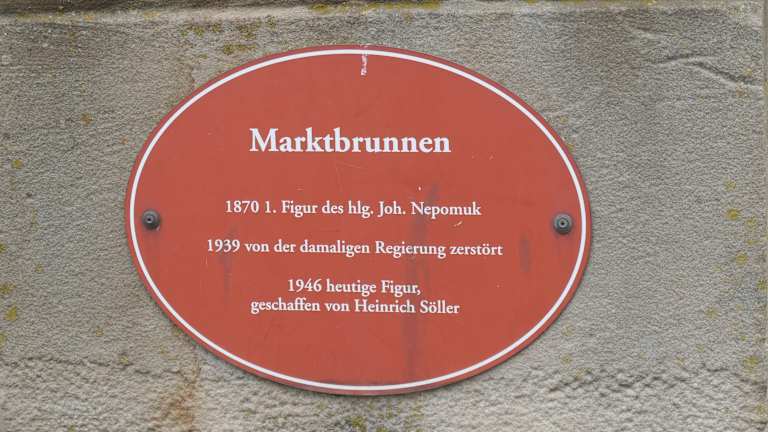 Marktbrunnen
1870 1. Figur des hlg. Joh. Nepomuk
1939 von der damaligen Regierung zerstört
1946 heutige Figur,
geschaffen von Heinrich Söller